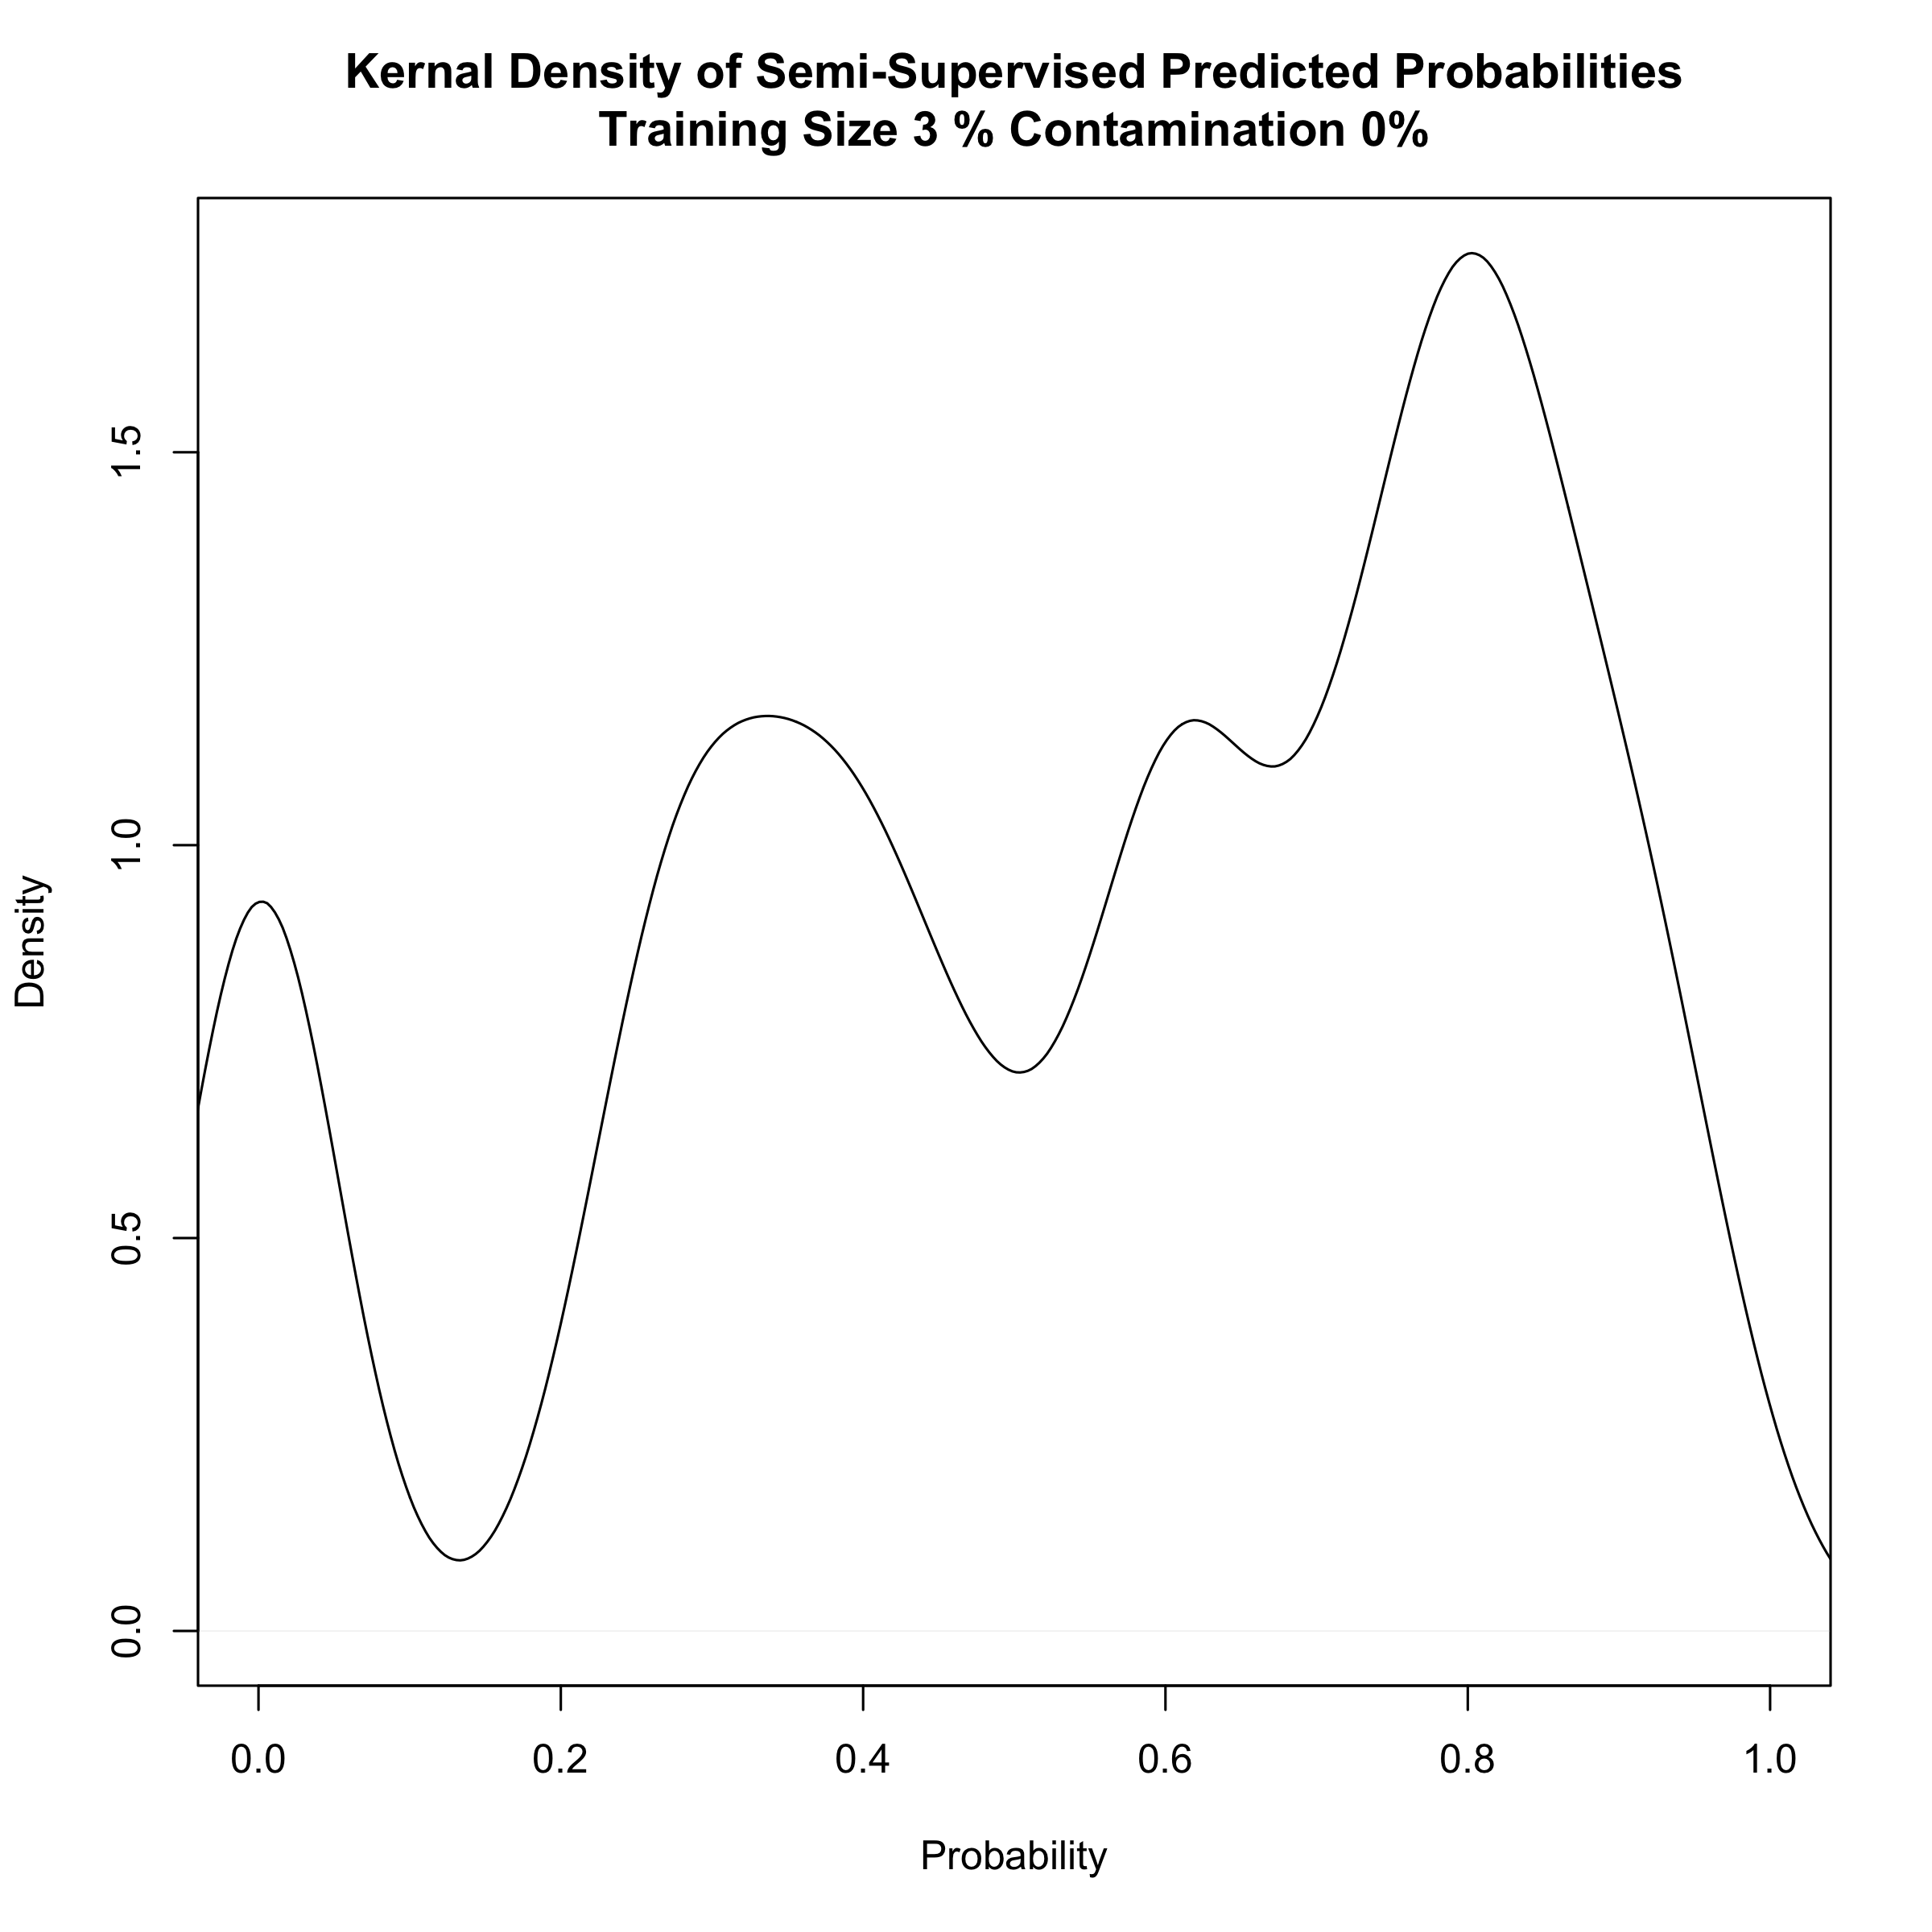 Kernal Density of Semi-Supervised Predicted Probabilities
Training Size 3 % Contamination 0%
Density
1.5
1.0
0.5
0.0
0.0 0.2 0.4 0.6 0.8 1.0
Probability